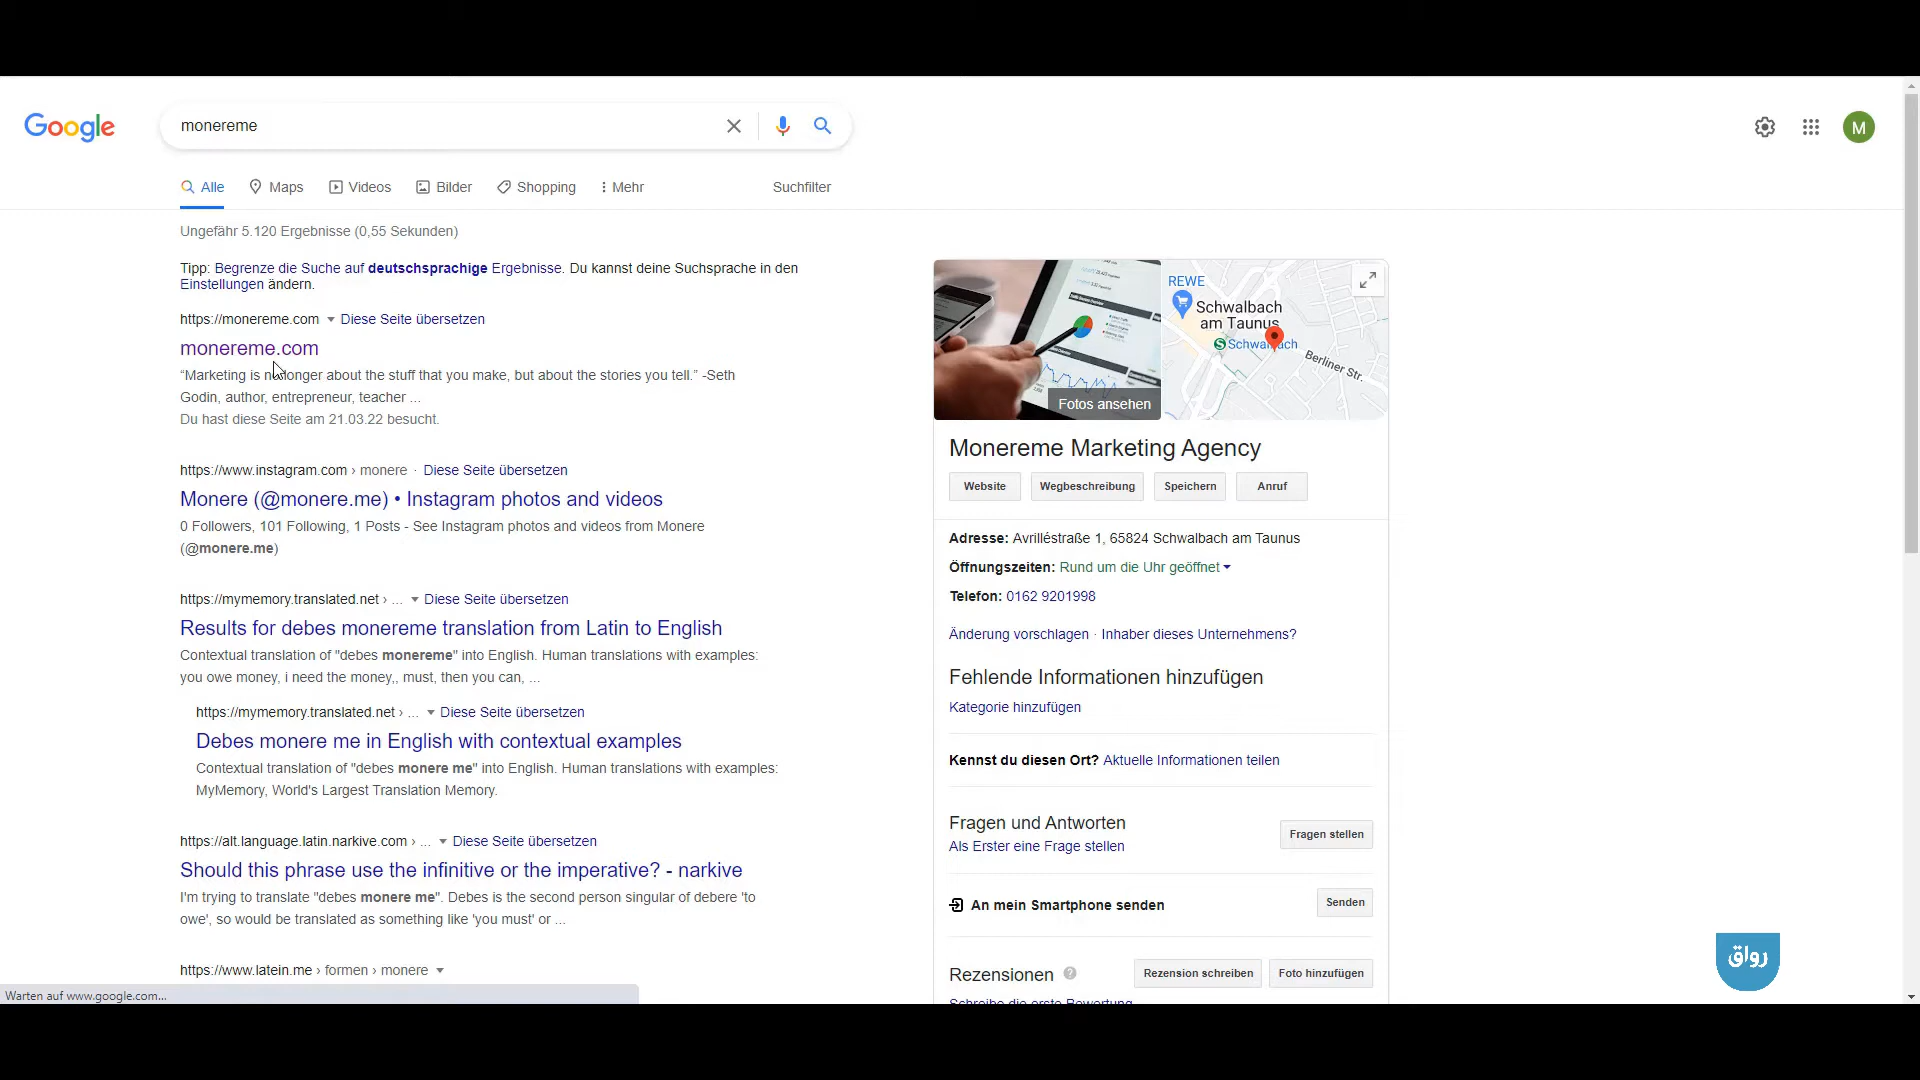 Google
monereme
M
Alle
Maps
Videos
Bilder
Shopping
Mehr
Suchfilter
Ungefähr 5.120 Ergebnisse (0,55 Sekunden)
Tipp: Begrenze die Suche auf deutschsprachige Ergebnisse. Du kannst deine Suchsprache in den
Einstellungen ändern.
https://monereme.com Diese Seite übersetzen
monereme.com
“Marketing is no longer about the stuff that you make, but about the stories you tell.” -Seth
Godin, author, entrepreneur, teacher ...
Du hast diese Seite am 21.03.22 besucht.
https://www.instagram.com › monere · Diese Seite übersetzen
Monere (@monere.me) • Instagram photos and videos
0 Followers, 101 Following, 1 Posts - See Instagram photos and videos from Monere
(@monere.me)
https://mymemory.translated.net › ... Diese Seite übersetzen
Results for debes monereme translation from Latin to English
Contextual translation of "debes monereme" into English. Human translations with examples:
you owe money, i need the money,, must, then you can, ...
https://mymemory.translated.net › ... Diese Seite übersetzen
Debes monere me in English with contextual examples
Contextual translation of "debes monere me" into English. Human translations with examples:
MyMemory, World's Largest Translation Memory.
https://alt.language.latin.narkive.com › ... Diese Seite übersetzen
Should this phrase use the infinitive or the imperative? - narkive
I'm trying to translate "debes monere me". Debes is the second person singular of debere 'to
owe', so would be translated as something like 'you must' or ...
https://www.latein.me › formen › monere
Warten auf www.google.com...
Fotos ansehen
REWE
Schwalbach
am Taunus
Schwalbach
Berliner Str.
Monereme Marketing Agency
Website
Wegbeschreibung
Speichern
Anruf
Adresse: Avrilléstraße 1, 65824 Schwalbach am Taunus
Öffnungszeiten: Rund um die Uhr geöffnet
Telefon: 0162 9201998
Änderung vorschlagen · Inhaber dieses Unternehmens?
Fehlende Informationen hinzufügen
Kategorie hinzufügen
Kennst du diesen Ort? Aktuelle Informationen teilen
Fragen und Antworten
Fragen stellen
Als Erster eine Frage stellen
An mein Smartphone senden
Senden
Rezensionen
Rezension schreiben
Foto hinzufügen
Schreibe die erste Bewertung
رواق